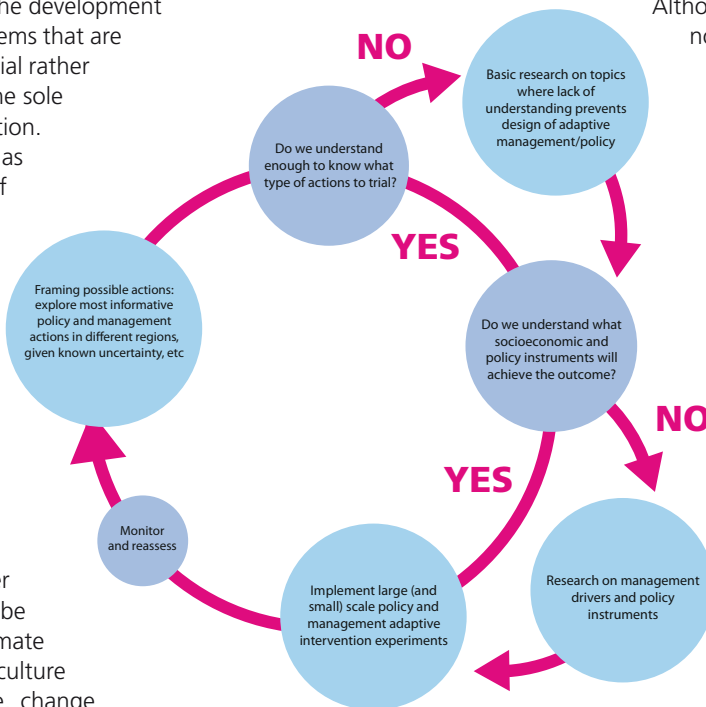 he development
ems that are
ial rather
he sole
tion.
as
f
Altho
no
NO
Basic research on topics
where lack of
understanding prevents
design of adaptive
management/policy
Do we understand
enough to know what
type of actions to trial?
YES
Framing possible actions:
explore most informative
policy and management
actions in different regions,
given known uncertainty, etc
Do we understand what
socioeconomic and
policy instruments will
achieve the outcome?
NO
YES
Monitor
and reassess
Implement large (and
small) scale policy and
management adaptive
intervention experiments
Research on management
drivers and policy
instruments
er
be
mate
culture
e change